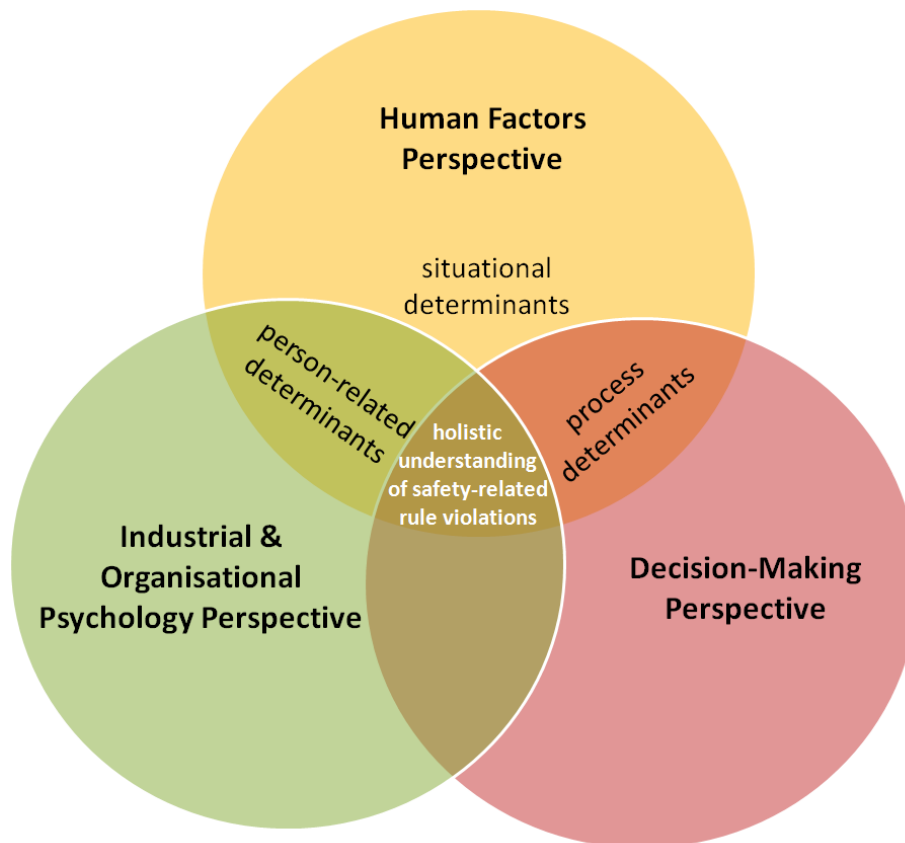 Human Factors
Perspective
situational
determinants
person-related
determinants
process
determinants
holistic
understanding
of safety-related
rule violations
Industrial &
Organisational
Psychology Perspective
Decision-Making
Perspective